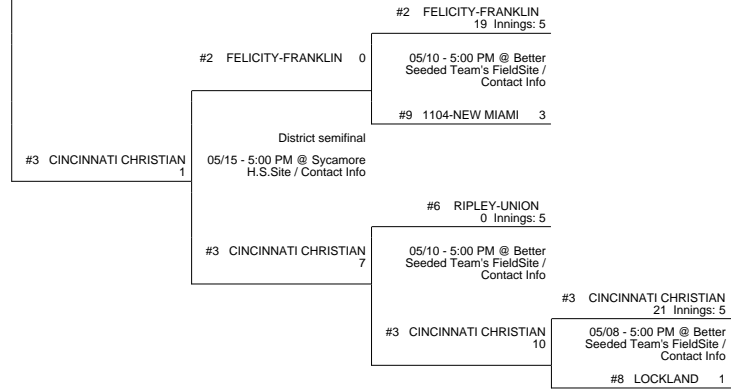 #2 FELICITY-FRANKLIN
19 Innings: 5
#2 FELICITY-FRANKLIN 0
05/10 - 5:00 PM @ Better
Seeded Team's FieldSite /
Contact Info
#9 1104-NEW MIAMI 3
District semifinal
#3 CINCINNATI CHRISTIAN
1
05/15 - 5:00 PM @ Sycamore
H.S.Site / Contact Info
#6 RIPLEY-UNION
0 Innings: 5
#3 CINCINNATI CHRISTIAN
7
05/10 - 5:00 PM @ Better
Seeded Team's FieldSite /
Contact Info
#3 CINCINNATI CHRISTIAN
21 Innings: 5
#3 CINCINNATI CHRISTIAN
10
05/08 - 5:00 PM @ Better
Seeded Team's FieldSite /
Contact Info
#8 LOCKLAND 1